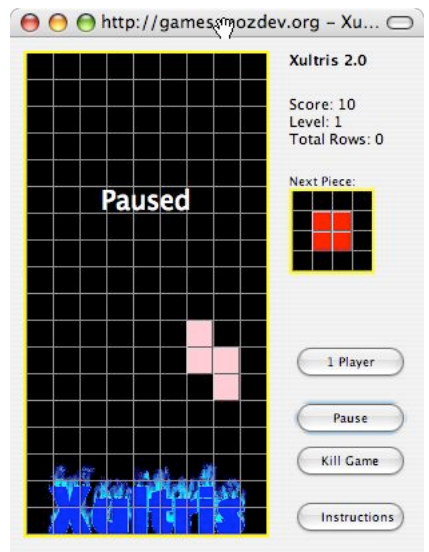 http://games.mozdev.org – Xu...
Xultris 2.0
Score: 10
Level: 1
Total Rows: 0
Next Piece:
Paused
1 Player
Pause
Kill Game
Instructions
Xultris